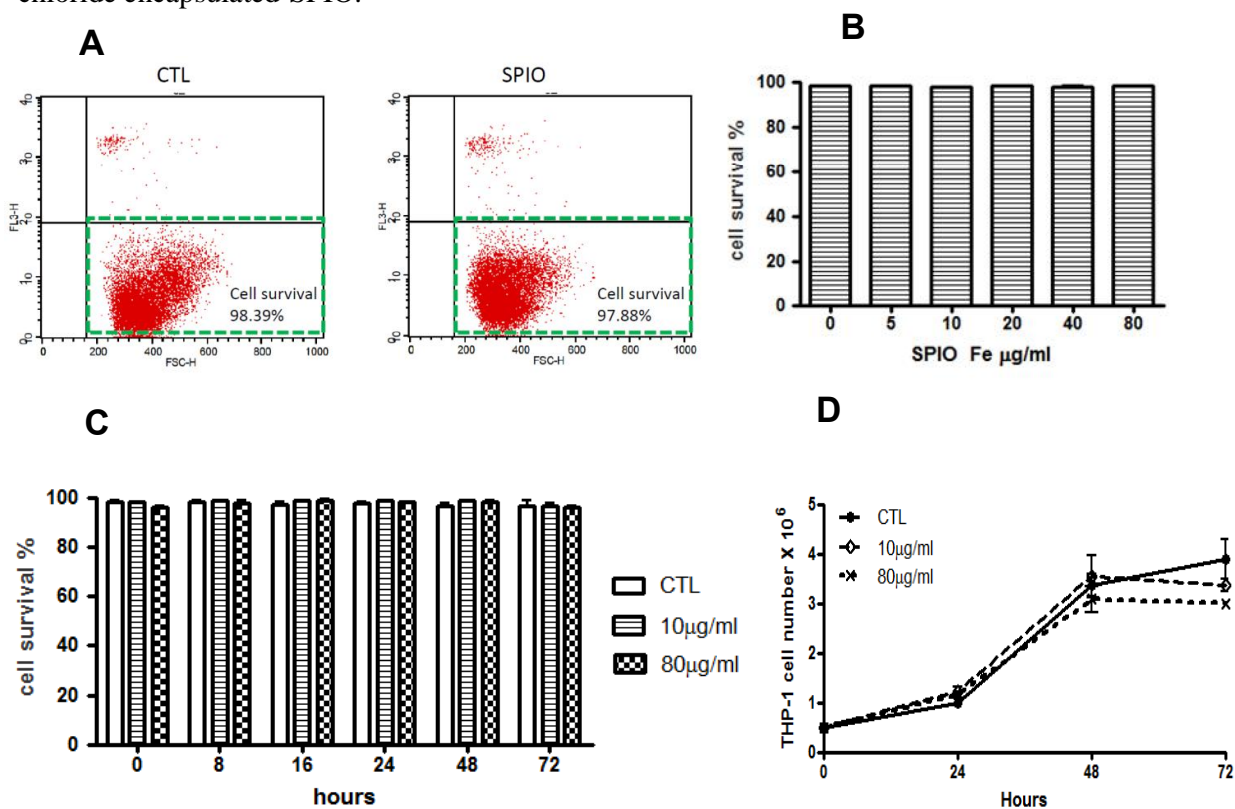 chloride encapsulated SPIO.
A
CTL
SPIO
FL3-H
0 200 400 600 800 1000
FSC-H
Cell survival
98.39%
FL3-H
0 200 400 600 800 1000
FSC-H
Cell survival
97.88%
B
cell survival %
100
80
60
40
20
0
0 5 10 20 40 80
SPIO Fe µg/ml
C
cell survival %
100
80
60
40
20
0
0 8 16 24 48 72
hours
CTL
10µg/ml
80µg/ml
D
THP-1 cell number X 10⁶
5
4
3
2
1
0
0 24 48 72
Hours
CTL
10µg/ml
80µg/ml